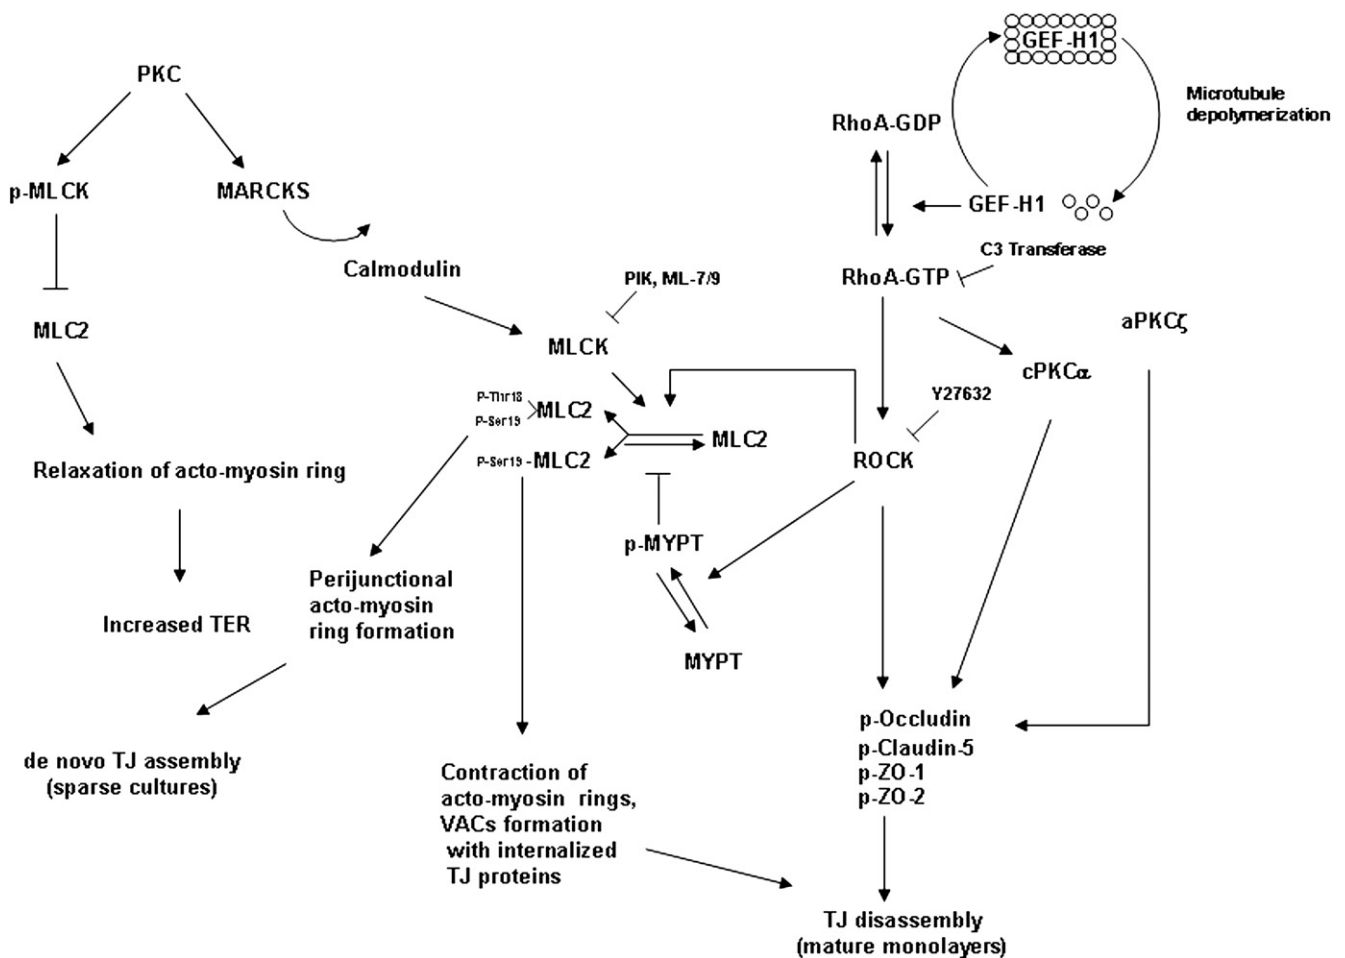 GEF-H1
PKC
Microtubule
depolymerization
RhoA-GDP
p-MLCK
MARCKS
GEF-H1
C3 Transferase
Calmodulin
PIK, ML-7/9
RhoA-GTP
MLC2
aPKCζ
MLCK
cPKCα
Y27632
P-Thr18
P-Ser19
MLC2
MLC2
P-Ser19-MLC2
Relaxation of acto-myosin ring
ROCK
p-MYPT
Perijunctional
acto-myosin
ring formation
Increased TER
MYPT
p-Occludin
p-Claudin-5
p-ZO-1
p-ZO-2
de novo TJ assembly
(sparse cultures)
Contraction of
acto-myosin rings,
VACs formation
with internalized
TJ proteins
TJ disassembly
(mature monolayers)